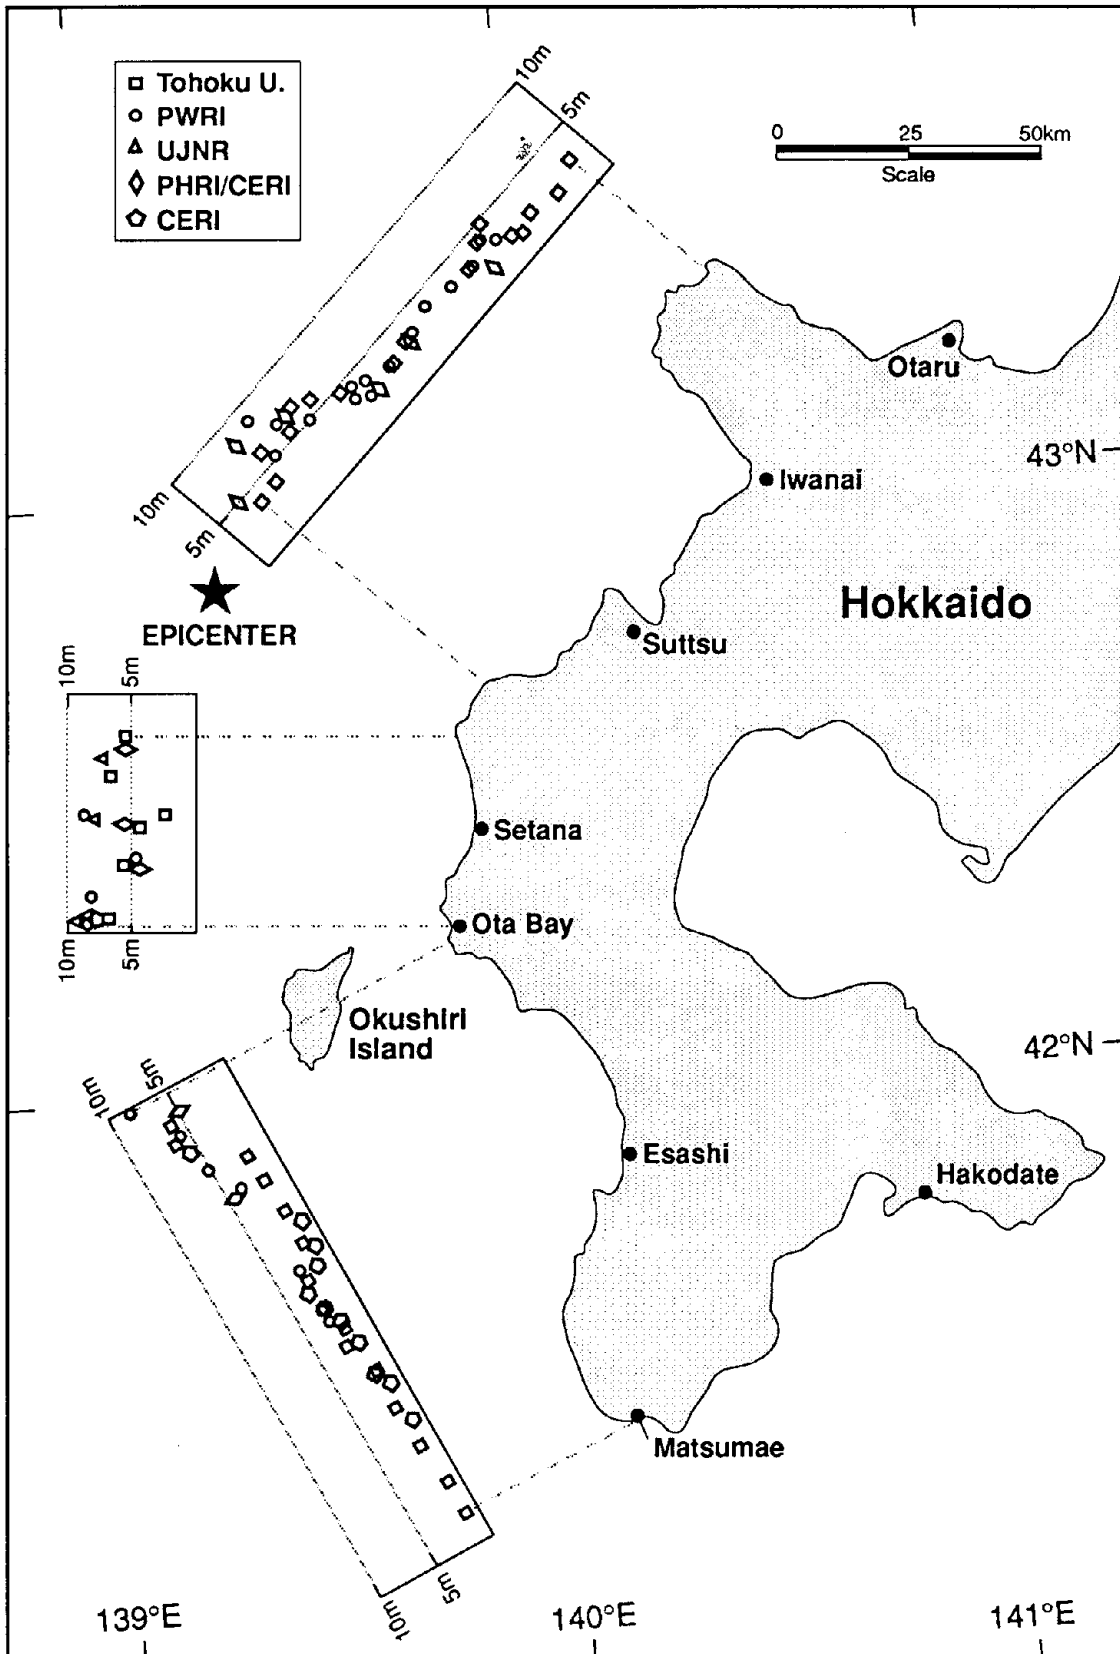 Tohoku U.
PWRI
UJNR
PHRI/CERI
CERI
10m
5m
0 25 50km
Scale
Otaru
43°N
Iwanai
10m
5m
EPICENTER
Hokkaido
Suttsu
10m
5m
Setana
Ota Bay
10m
5m
Okushiri
Island
42°N
10m
5m
Esashi
Hakodate
Matsumae
10m
5m
139°E
140°E
141°E